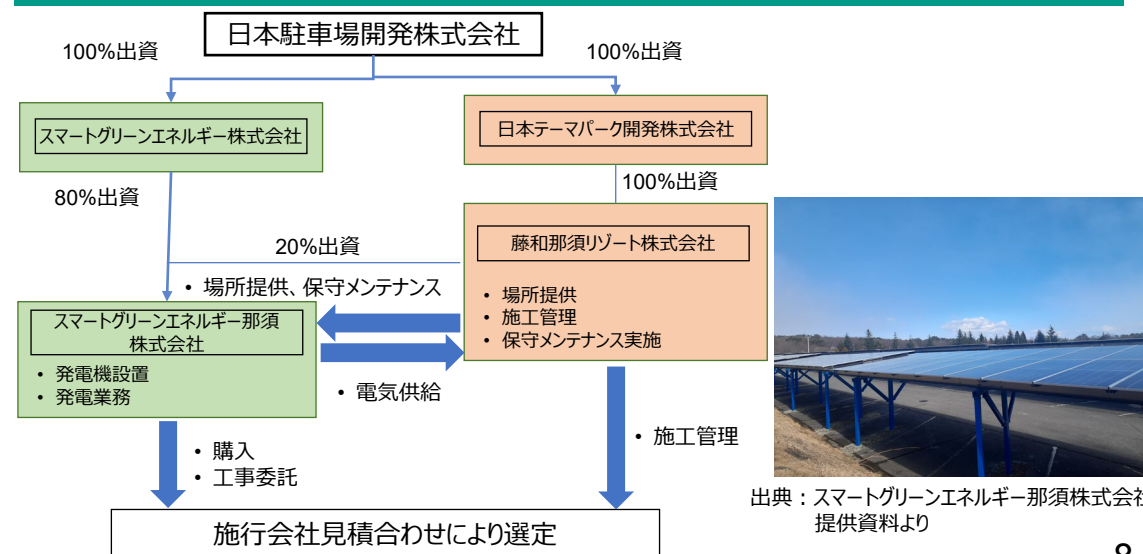 日本駐車場開発株式会社
100%出資
100%出資
スマートグリーンエネルギー株式会社
日本テーマパーク開発株式会社
80%出資
100%出資
20%出資
藤和那須リゾート株式会社
• 場所提供、保守メンテナンス
• 場所提供
• 施工管理
• 保守メンテナンス実施
スマートグリーンエネルギー那須
株式会社
• 発電機設置
• 発電業務
• 電気供給
• 購入
• 工事委託
• 施工管理
施行会社見積合わせにより選定
出典：スマートグリーンエネルギー那須株式会社
提供資料より